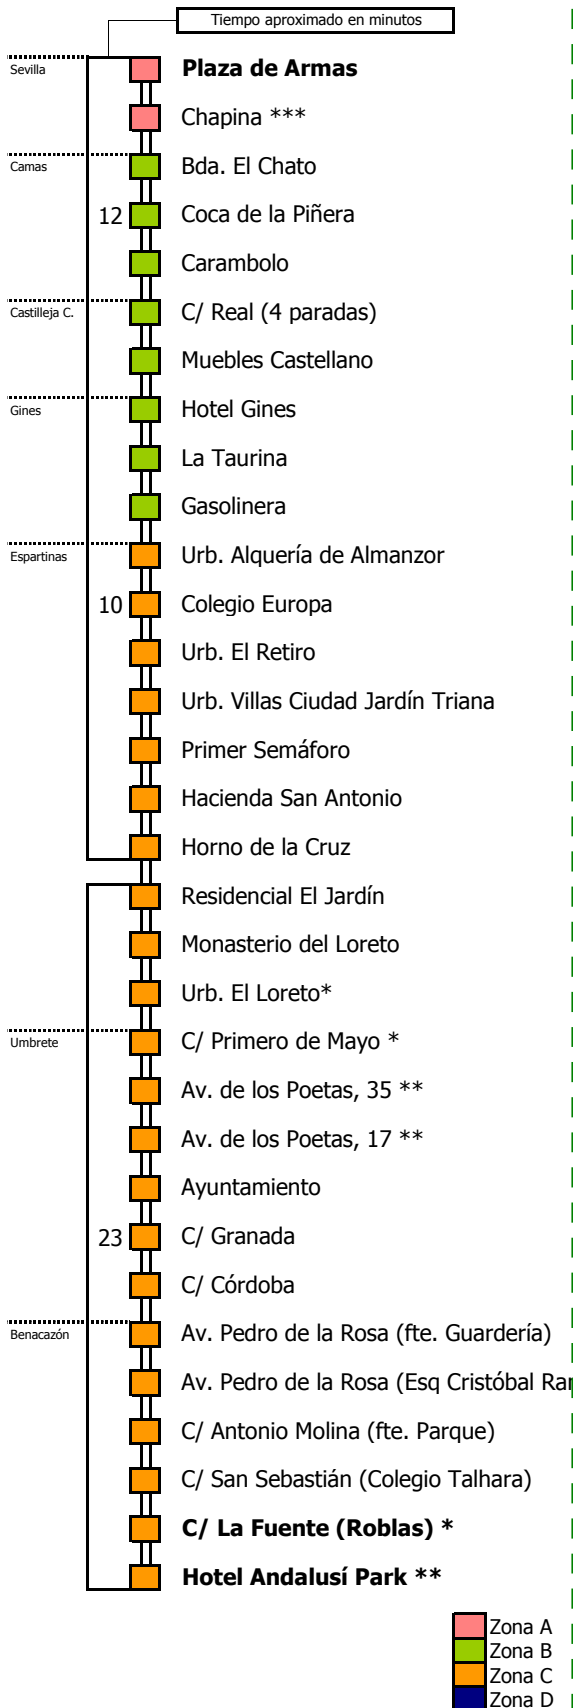 Tiempo aproximado en minutos
Sevilla
Plaza de Armas
Chapina ***
Camas
Bda. El Chato
12
Coca de la Piñera
Carambolo
Castilleja C.
C/ Real (4 paradas)
Muebles Castellano
Gines
Hotel Gines
La Taurina
Gasolinera
Espartinas
Urb. Alquería de Almanzor
10
Colegio Europa
Urb. El Retiro
Urb. Villas Ciudad Jardín Triana
Primer Semáforo
Hacienda San Antonio
Horno de la Cruz
Residencial El Jardín
Monasterio del Loreto
Urb. El Loreto*
Umbrete
C/ Primero de Mayo *
Av. de los Poetas, 35 **
Av. de los Poetas, 17 **
Ayuntamiento
23
C/ Granada
C/ Córdoba
Benacazón
Av. Pedro de la Rosa (fte. Guardería)
Av. Pedro de la Rosa (Esq Cristóbal
C/ Antonio Molina (fte. Parque)
C/ San Sebastián (Colegio Talhara)
C/ La Fuente (Roblas) *
Hotel Andalusí Park **
Zona A
Zona B
Zona C
Zona D